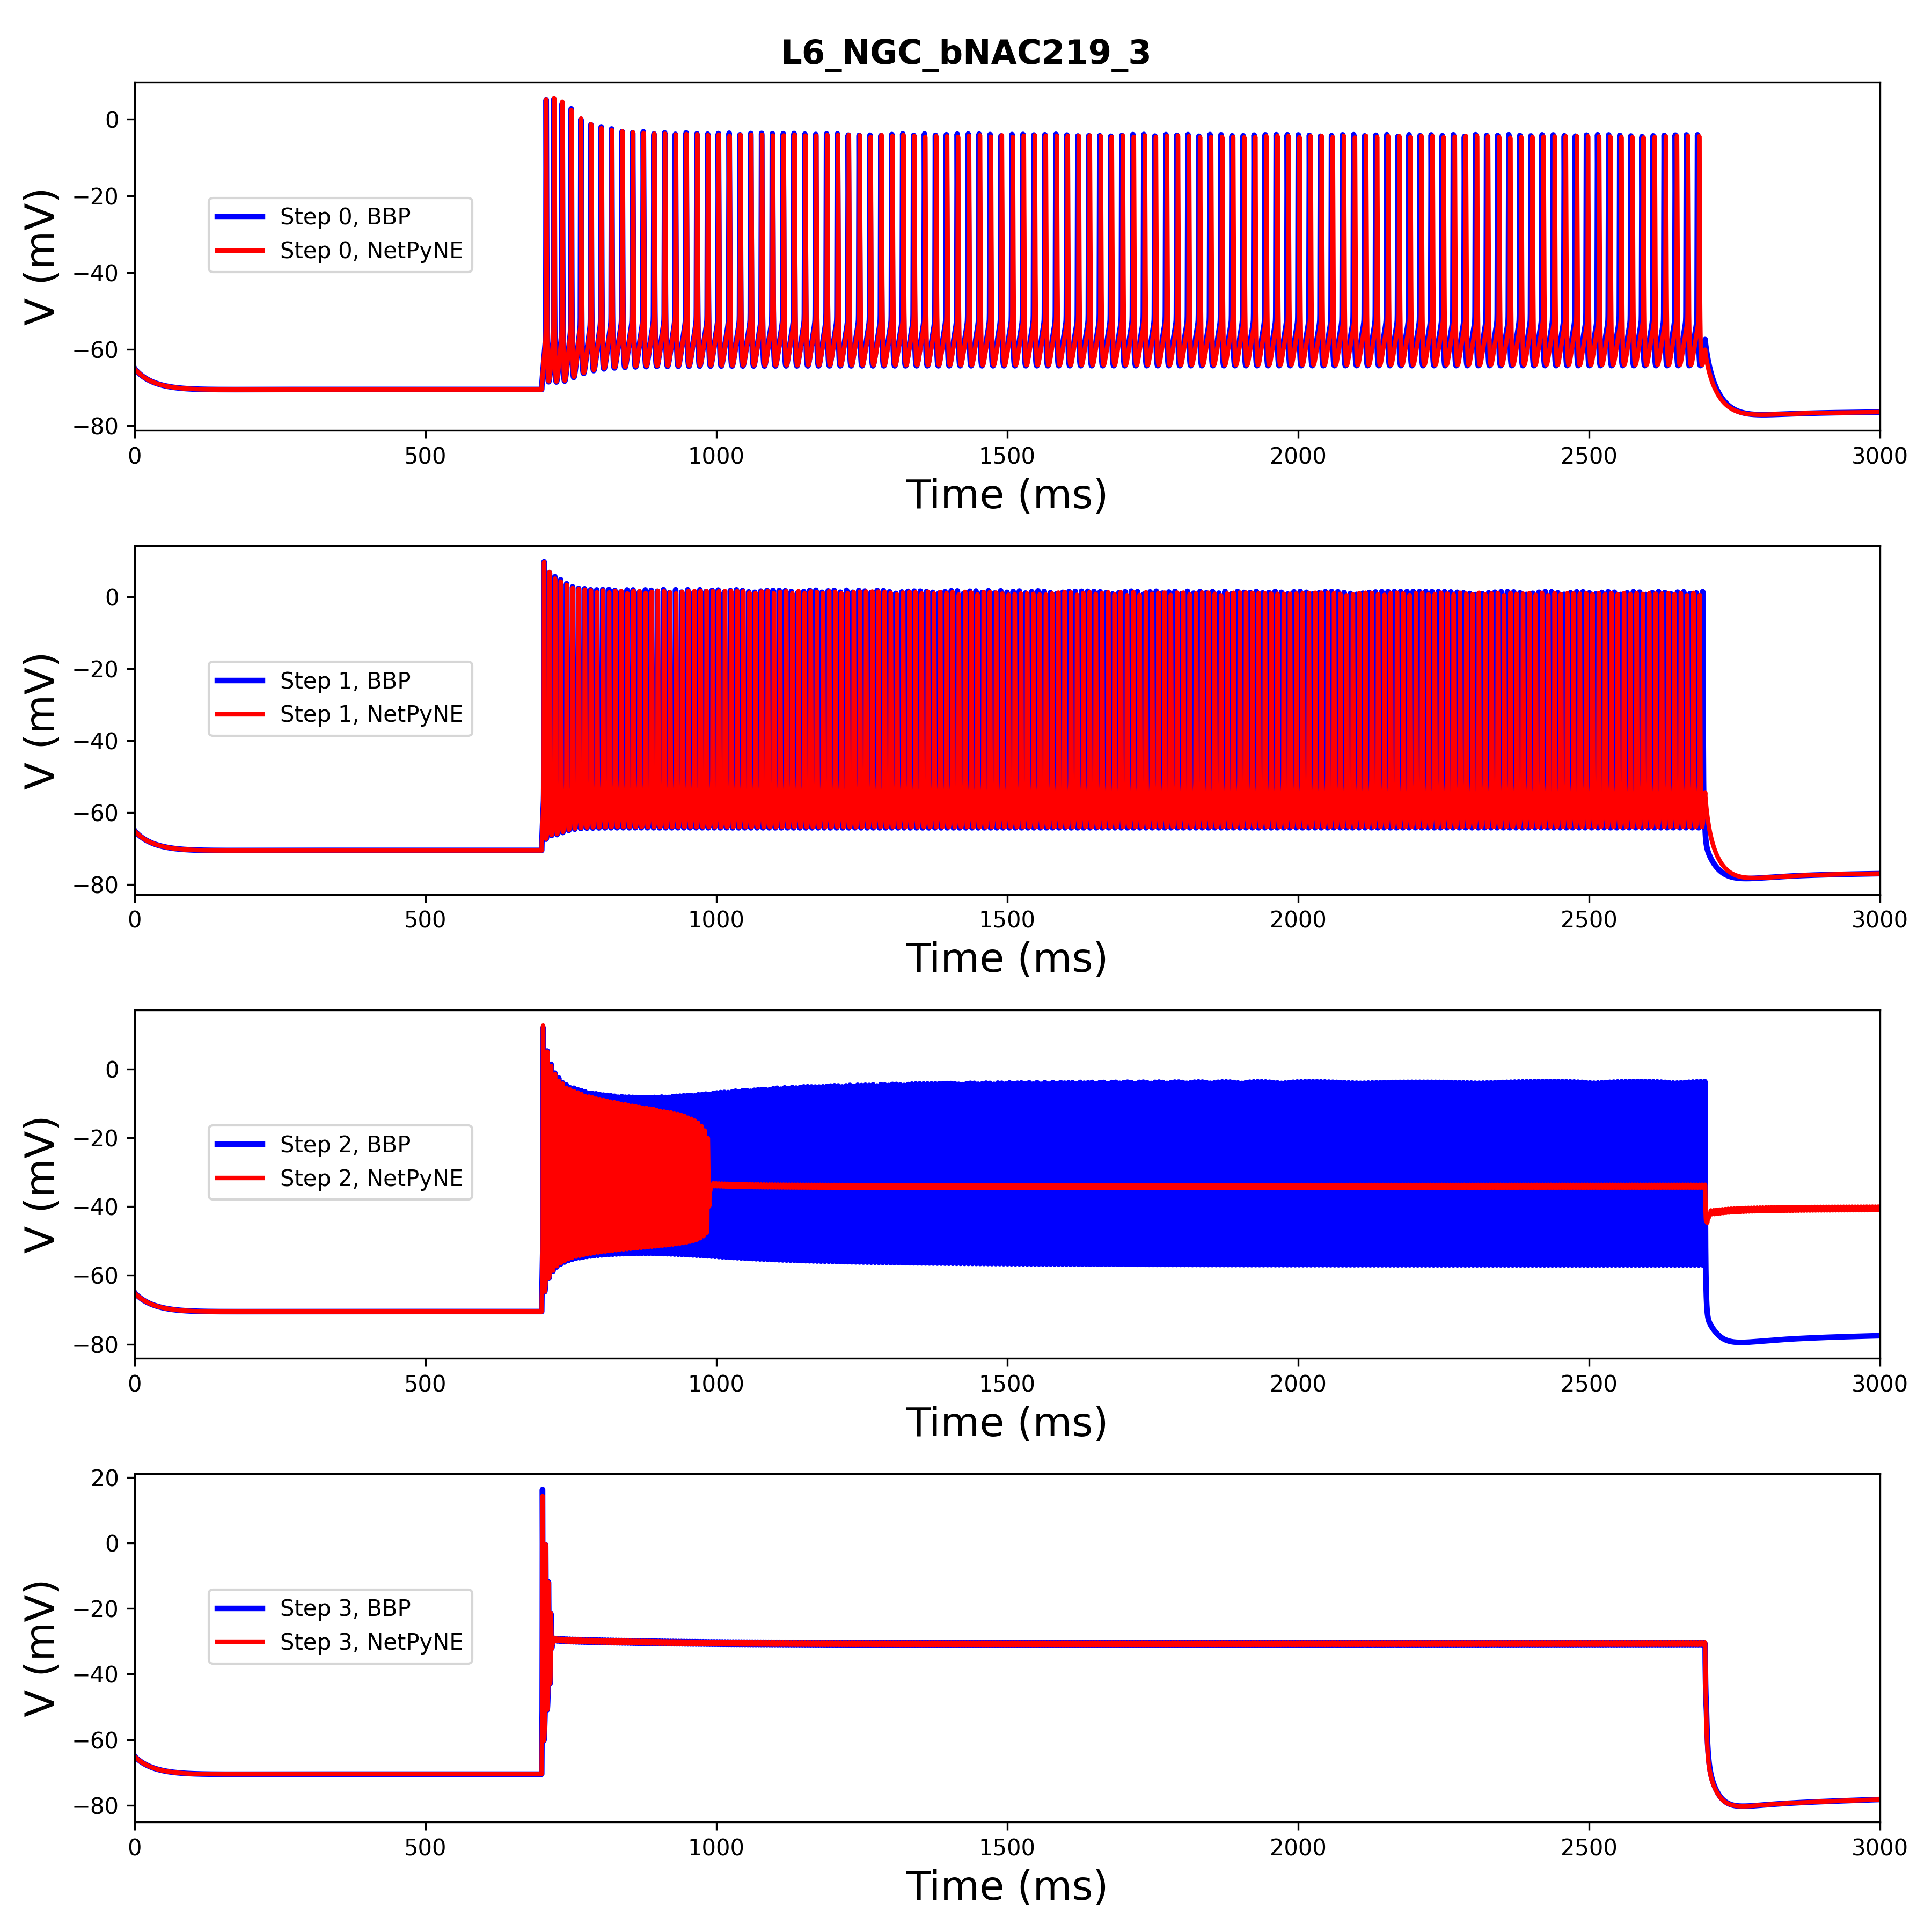 L6_NGC_bNAC219_3
0
−20
−40
−60
−80
V (mV)
Step 0, BBP
Step 0, NetPyNE
0 500 1000 1500 2000 2500 3000
Time (ms)
0
−20
−40
−60
−80
V (mV)
Step 1, BBP
Step 1, NetPyNE
0 500 1000 1500 2000 2500 3000
Time (ms)
0
−20
−40
−60
−80
V (mV)
Step 2, BBP
Step 2, NetPyNE
0 500 1000 1500 2000 2500 3000
Time (ms)
20
0
−20
−40
−60
−80
V (mV)
Step 3, BBP
Step 3, NetPyNE
0 500 1000 1500 2000 2500 3000
Time (ms)